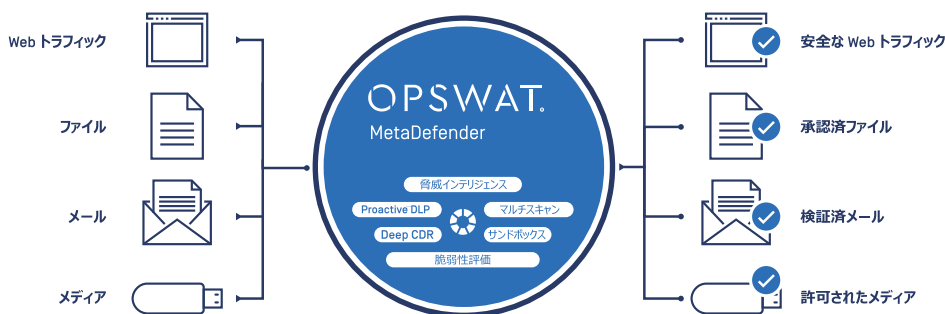 Web トラフィック
ファイル
メール
メディア
OPSWAT.
MetaDefender
脅威インテリジェンス
Proactive DLP
マルチスキャン
Deep CDR
サンドボックス
脆弱性評価
安全な Web トラフィック
承認済ファイル
検証済メール
許可されたメディア